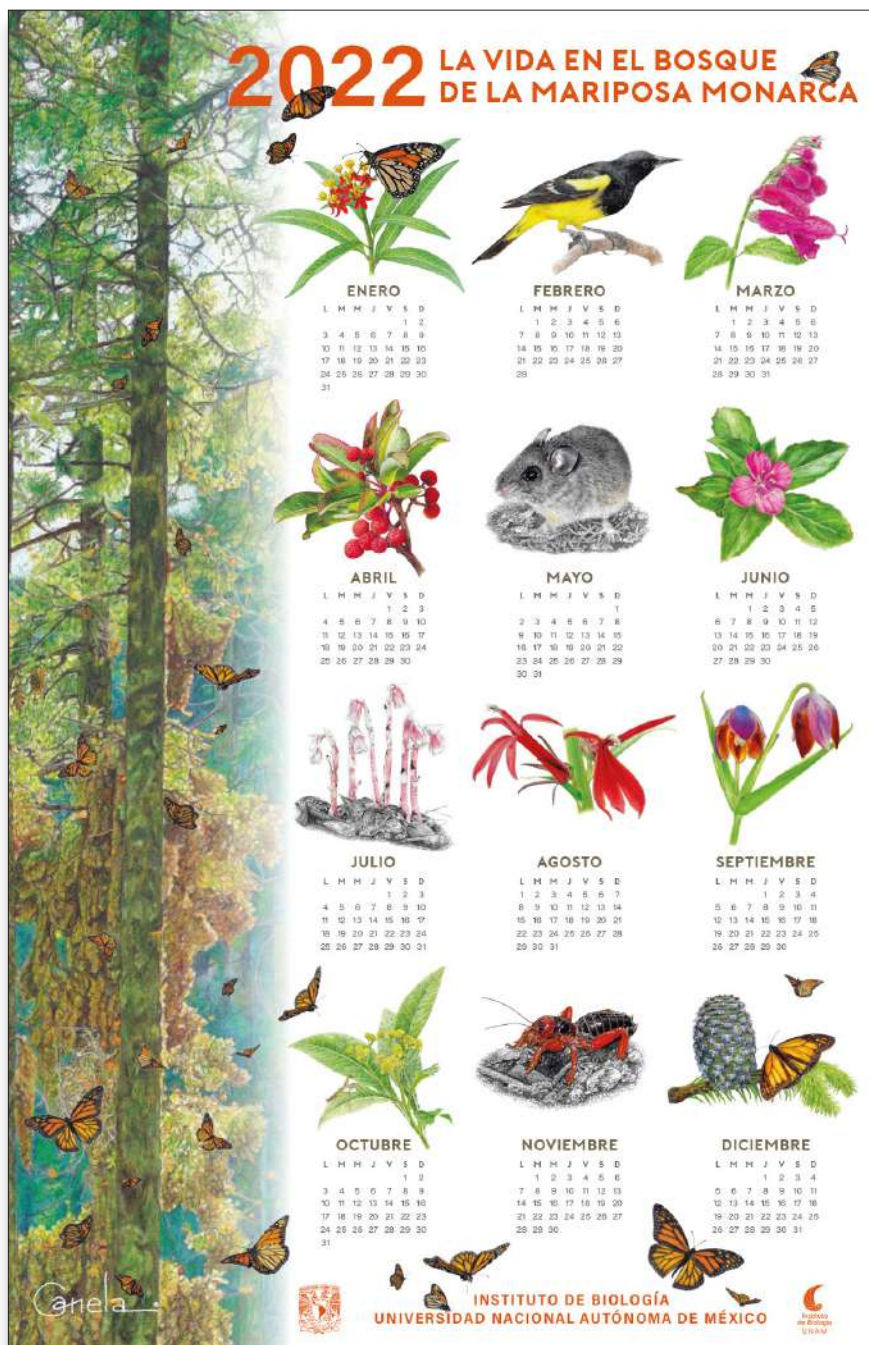 2022
LA VIDA EN EL BOSQUE
DE LA MARIPOSA MONARCA
ENERO
L M M J V S D
1 2
3 4 5 6 7 8 9
10 11 12 13 14 15 16
17 18 19 20 21 22 23
24 25 26 27 28 29 30
31
FEBRERO
L M M J V S D
1 2 3 4 5 6
7 8 9 10 11 12 13
14 15 16 17 18 19 20
21 22 23 24 25 26 27
28
MARZO
L M M J V S D
1 2 3 4 5 6
7 8 9 10 11 12 13
14 15 16 17 18 19 20
21 22 23 24 25 26 27
28 29 30 31
ABRIL
L M M J V S D
1 2 3
4 5 6 7 8 9 10
11 12 13 14 15 16 17
18 19 20 21 22 23 24
25 26 27 28 29 30
MAYO
L M M J V S D
1
2 3 4 5 6 7 8
9 10 11 12 13 14 15
16 17 18 19 20 21 22
23 24 25 26 27 28 29
30 31
JUNIO
L M M J V S D
1 2 3 4 5
6 7 8 9 10 11 12
13 14 15 16 17 18 19
20 21 22 23 24 25 26
27 28 29 30
JULIO
L M M J V S D
1 2 3
4 5 6 7 8 9 10
11 12 13 14 15 16 17
18 19 20 21 22 23 24
25 26 27 28 29 30 31
AGOSTO
L M M J V S D
1 2 3 4 5 6 7
8 9 10 11 12 13 14
15 16 17 18 19 20 21
22 23 24 25 26 27 28
29 30 31
SEPTIEMBRE
L M M J V S D
1 2 3 4
5 6 7 8 9 10 11
12 13 14 15 16 17 18
19 20 21 22 23 24 25
26 27 28 29 30
OCTUBRE
L M M J V S D
1 2
3 4 5 6 7 8 9
10 11 12 13 14 15 16
17 18 19 20 21 22 23
24 25 26 27 28 29 30
31
NOVIEMBRE
L M M J V S D
1 2 3 4 5 6
7 8 9 10 11 12 13
14 15 16 17 18 19 20
21 22 23 24 25 26 27
28 29 30
DICIEMBRE
L M M J V S D
1 2 3 4
5 6 7 8 9 10 11
12 13 14 15 16 17 18
19 20 21 22 23 24 25
26 27 28 29 30 31
Canela
INSTITUTO DE BIOLOGÍA
UNIVERSIDAD NACIONAL AUTÓNOMA DE MÉXICO
Instituto
de Biología
UNAM